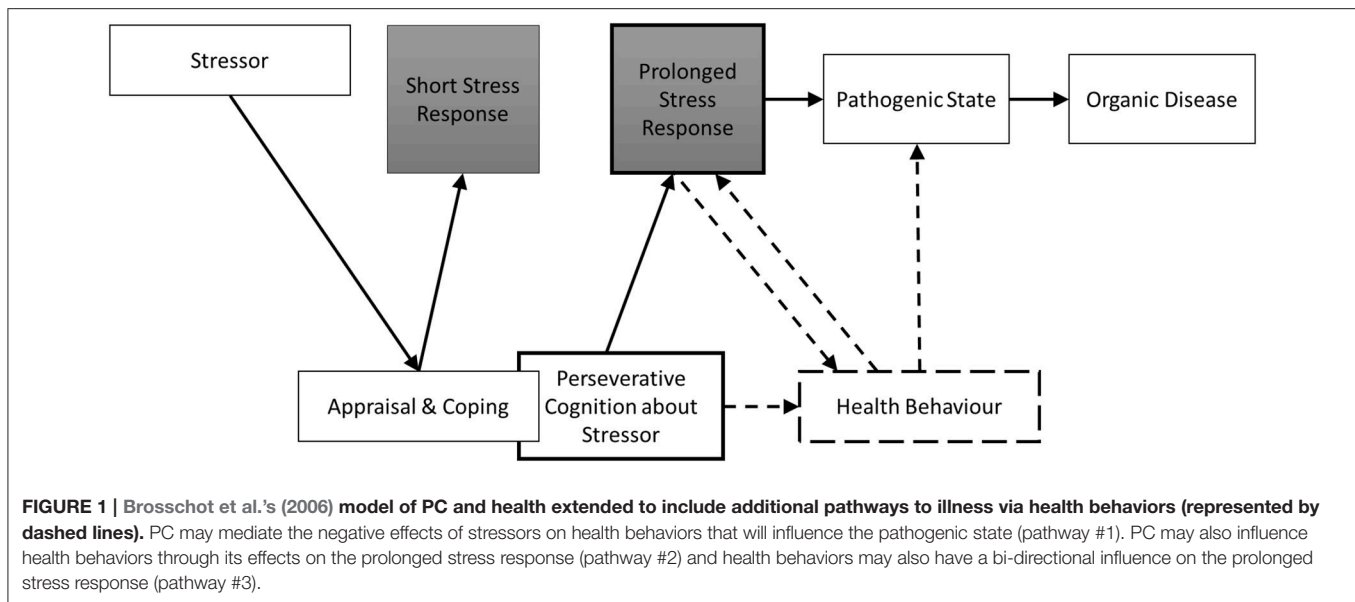 Stressor
Short Stress
Response
Prolonged
Stress
Response
Pathogenic State
Organic Disease
Appraisal & Coping
Perseverative
Cognition about
Stressor
Health Behaviour
FIGURE 1 | Brosschot et al.'s (2006) model of PC and health extended to include additional pathways to illness via health behaviors (represented by
dashed lines). PC may mediate the negative effects of stressors on health behaviors that will influence the pathogenic state (pathway #1). PC may also influence
health behaviors through its effects on the prolonged stress response (pathway #2) and health behaviors may also have a bi-directional influence on the prolonged
stress response (pathway #3).